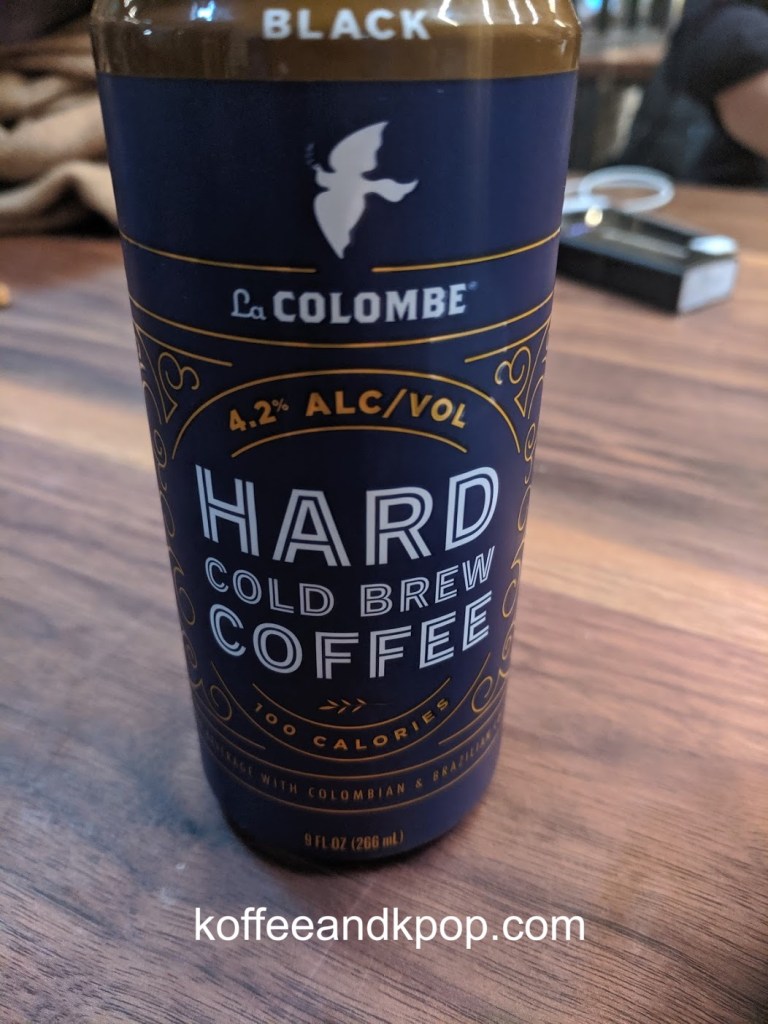 BLACK
La COLOMBE
4.2% ALC/VOL
HARD
COLD BREW
COFFEE
100 CALORIES
WITH COLOMBIAN & BRAZILIAN
9 FL OZ (266 mL)
koffeeandkpop.com